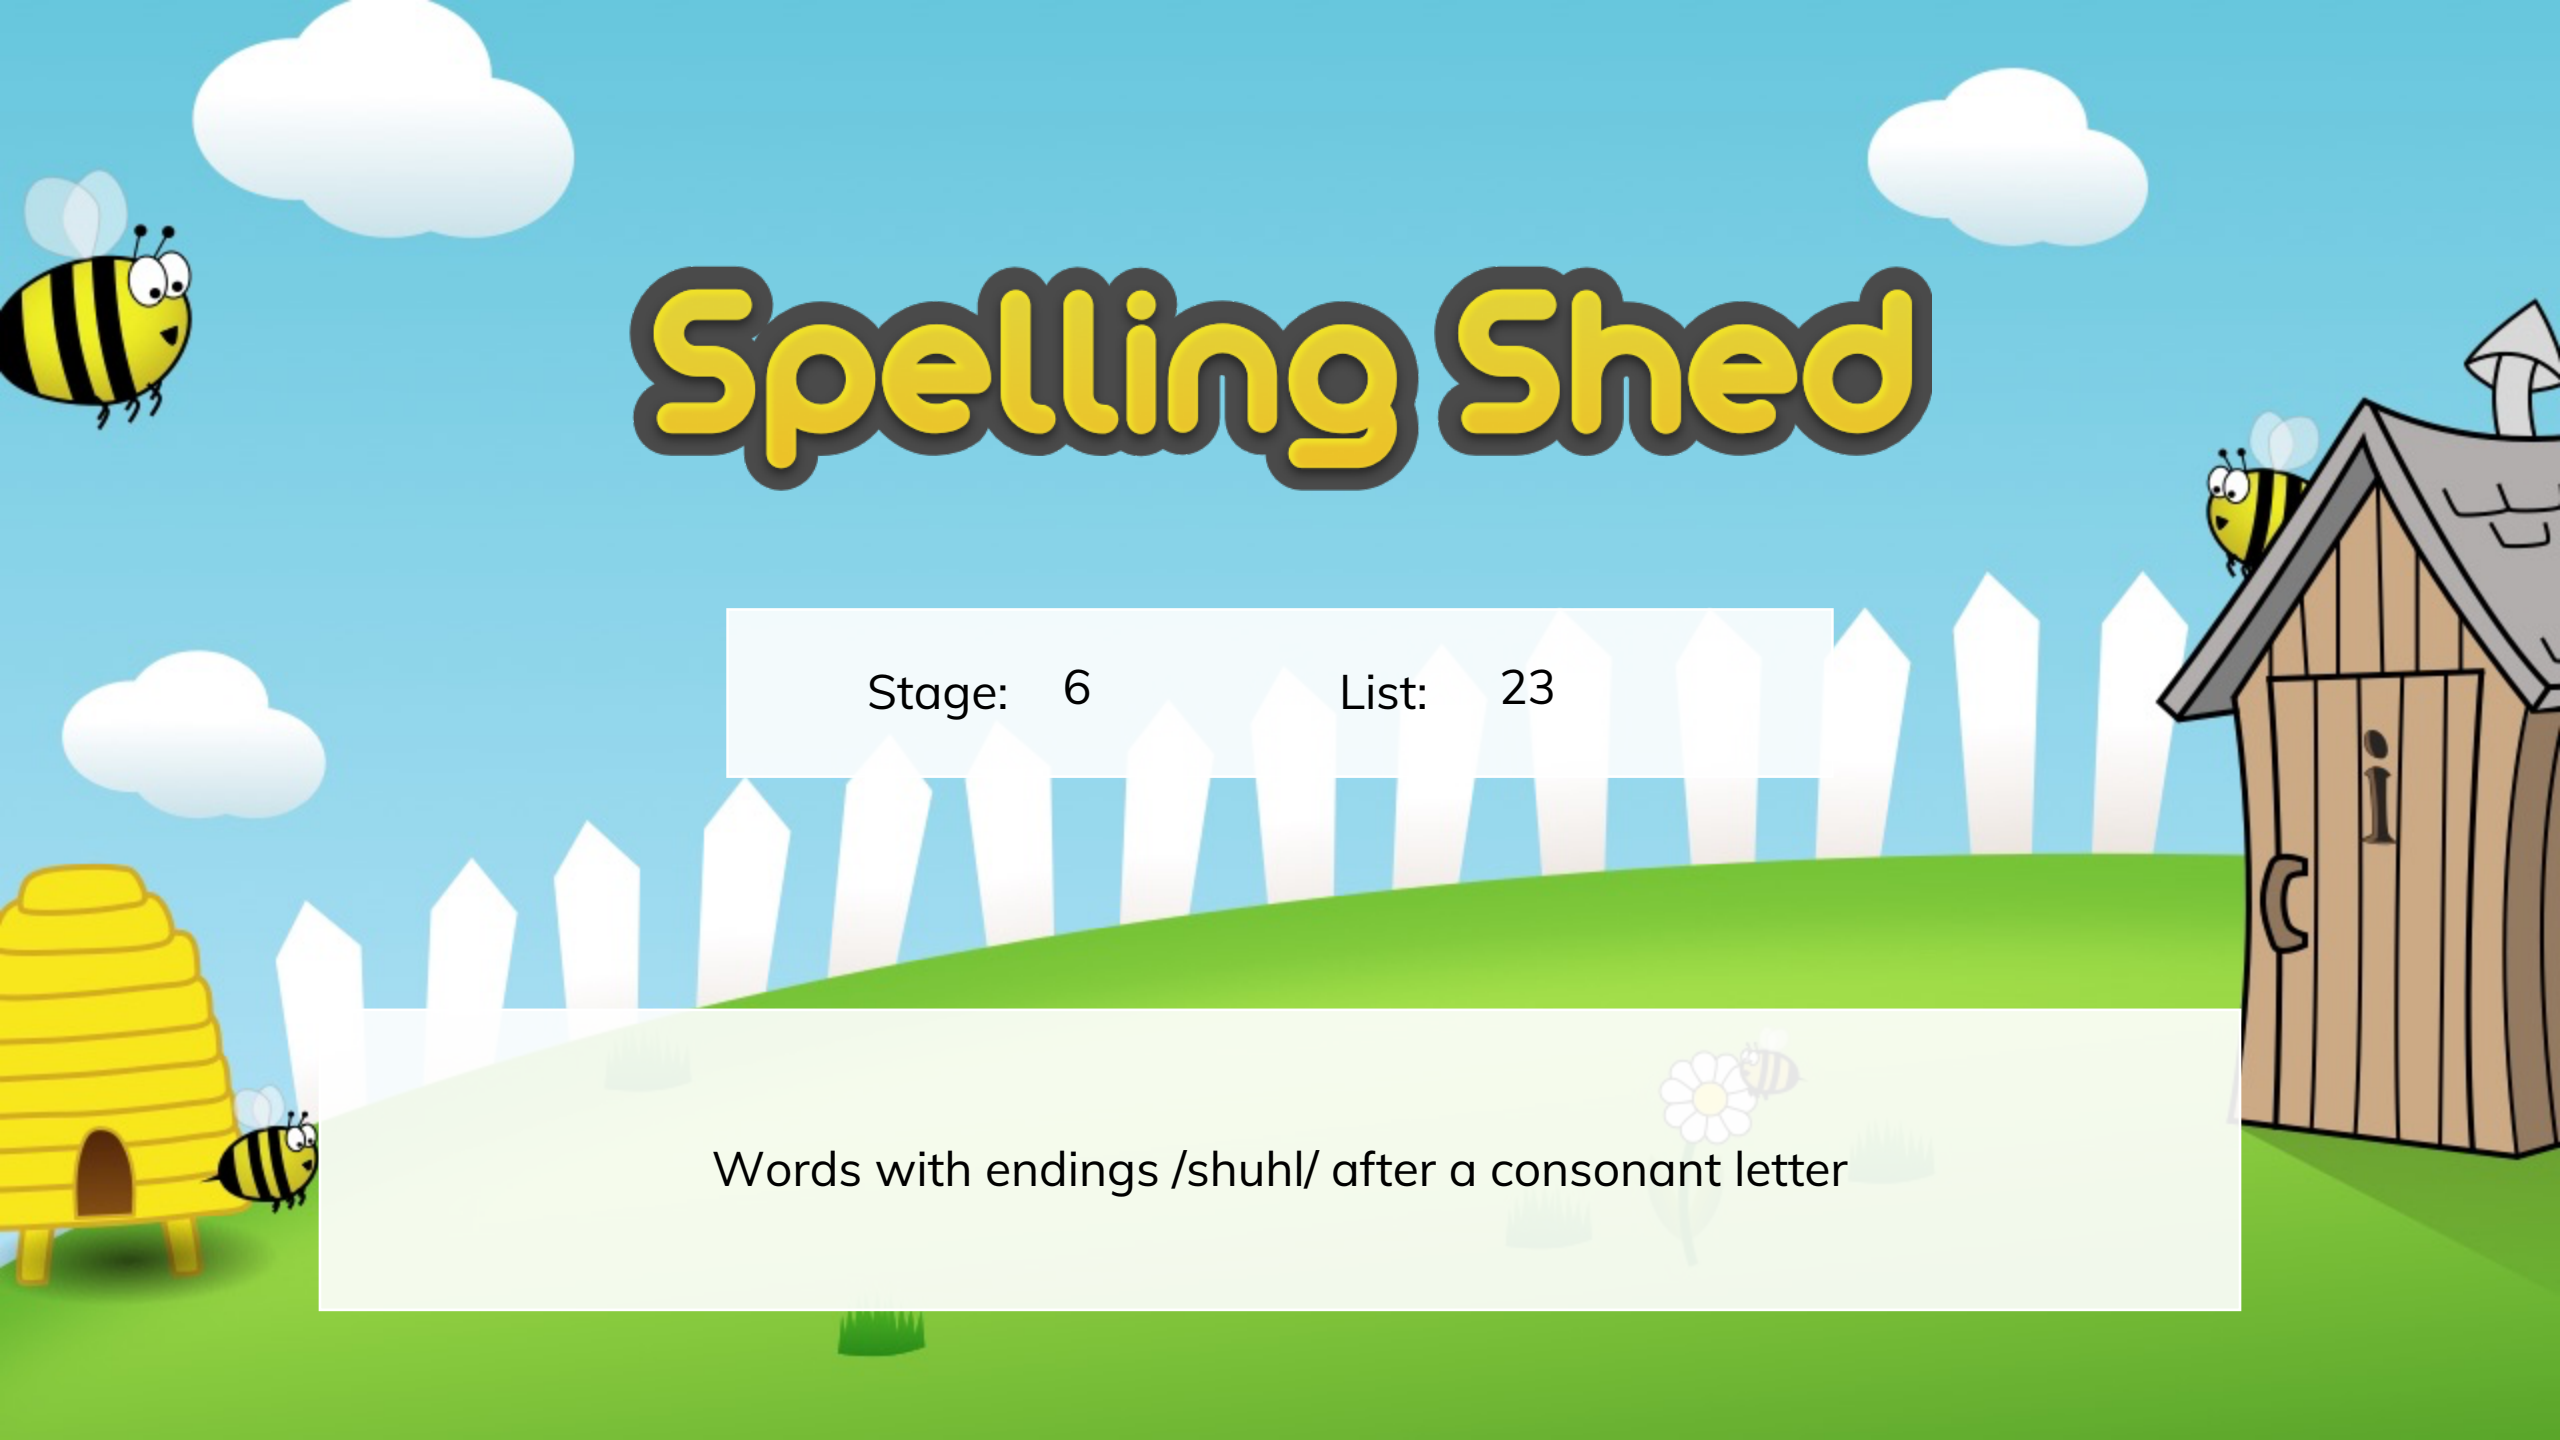 Spelling Shed
Stage: 6 List: 23
i
Words with endings /shuhl/ after a consonant letter